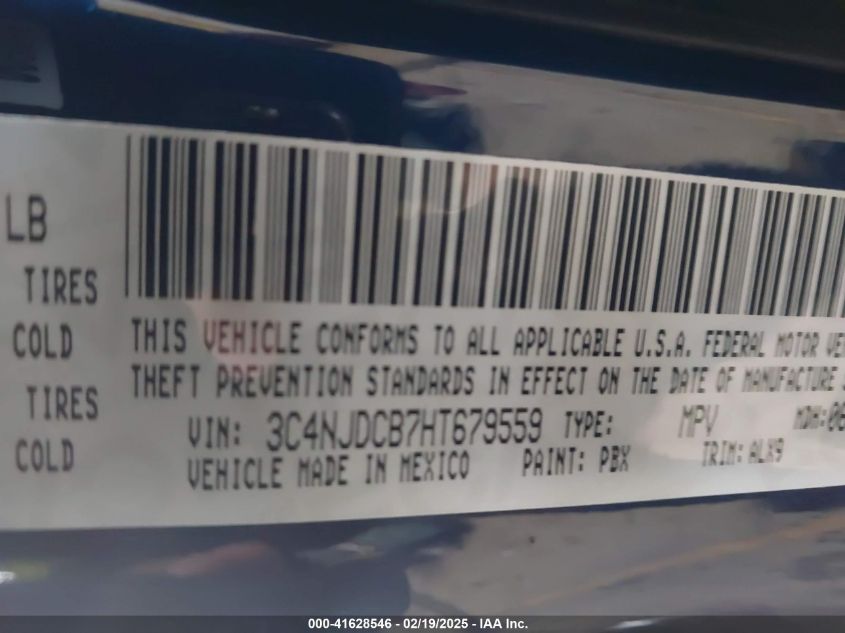 LB
TIRES
COLD
TIRES
COLD
THIS VEHICLE CONFORMS TO ALL APPLICABLE U.S.A. FEDERAL MOTOR
THEFT PREVENTION STANDARDS IN EFFECT ON THE DATE OF MANUFACTURE
VIN: 3C4NJDCB7HT679559 TYPE: MPV MDH:
VEHICLE MADE IN MEXICO PAINT: PBX TRIM: ALX9
000-41628546 - 02/19/2025 - IAA Inc.